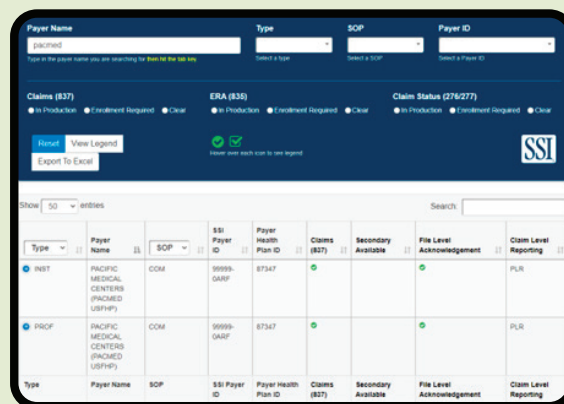 Payer Name Type SOP Payer ID
pacmed
Type in the payer name you are searching for then hit the tab key. Select a type Select a SOP Select a Payer ID
Claims (837) ERA (835) Claim Status (276/277)
In Production Enrollment Required Clear In Production Enrollment Required Clear In Production Enrollment Required Clear
Reset View Legend
Export To Excel
Hover over each icon to see legend
SSI
Show 50 entries Search:
Type Payer Name SOP SSI Payer ID Payer Health Plan ID Claims (837) Secondary Available File Level Acknowledgement Claim Level Reporting
INST PACIFIC MEDICAL CENTERS (PACMED USFHP) COM 99999-0ARF 87347 PLR
PROF PACIFIC MEDICAL CENTERS (PACMED USFHP) COM 99999-0ARF 87347 PLR
Type Payer Name SOP SSI Payer ID Payer Health Plan ID Claims (837) Secondary Available File Level Acknowledgement Claim Level Reporting